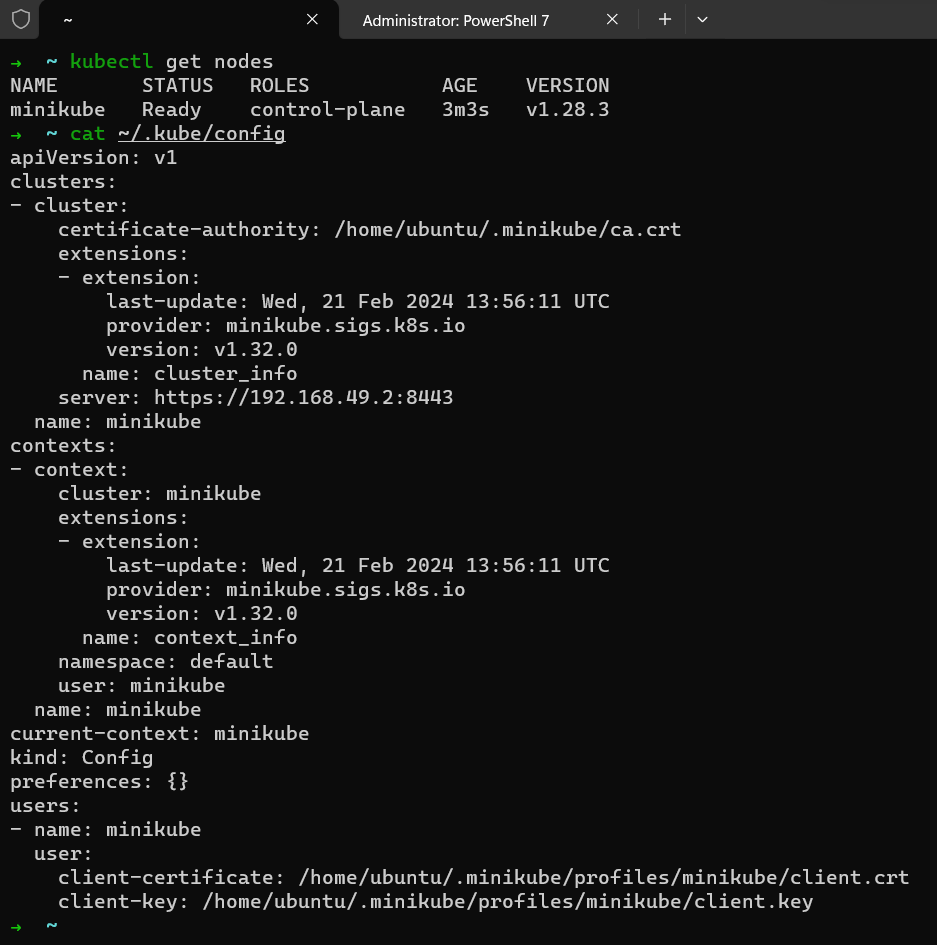 ~
Administrator: PowerShell 7
→ ~ kubectl get nodes
NAME STATUS ROLES AGE VERSION
minikube Ready control-plane 3m3s v1.28.3
→ ~ cat ~/.kube/config
apiVersion: v1
clusters:
- cluster:
    certificate-authority: /home/ubuntu/.minikube/ca.crt
    extensions:
    - extension:
        last-update: Wed, 21 Feb 2024 13:56:11 UTC
        provider: minikube.sigs.k8s.io
        version: v1.32.0
      name: cluster_info
    server: https://192.168.49.2:8443
  name: minikube
contexts:
- context:
    cluster: minikube
    extensions:
    - extension:
        last-update: Wed, 21 Feb 2024 13:56:11 UTC
        provider: minikube.sigs.k8s.io
        version: v1.32.0
      name: context_info
    namespace: default
    user: minikube
  name: minikube
current-context: minikube
kind: Config
preferences: {}
users:
- name: minikube
  user:
    client-certificate: /home/ubuntu/.minikube/profiles/minikube/client.crt
    client-key: /home/ubuntu/.minikube/profiles/minikube/client.key
→ ~